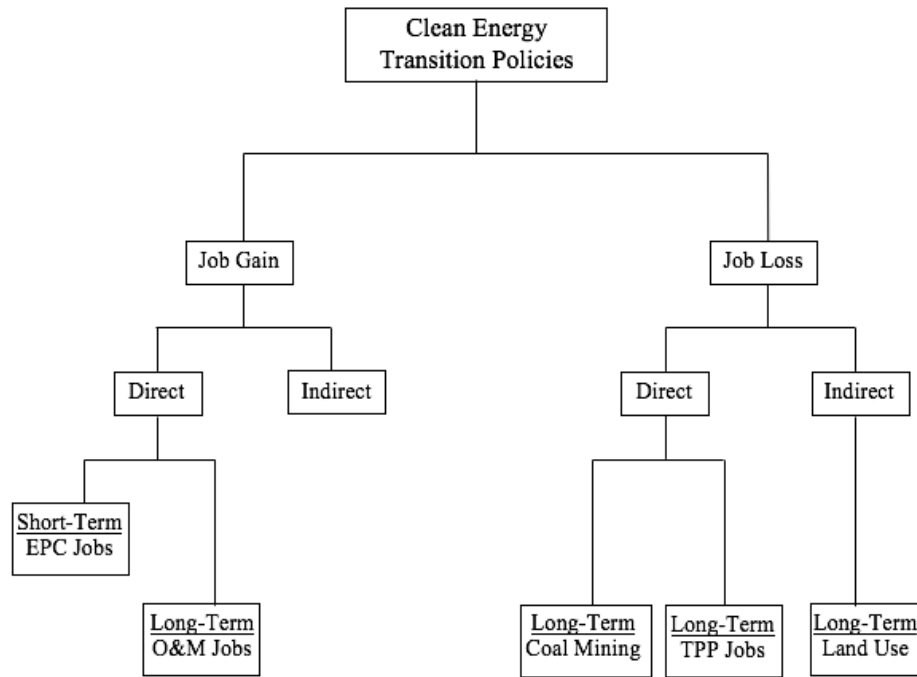 Clean Energy
Transition Policies
Job Gain
Job Loss
Direct
Indirect
Direct
Indirect
Short-Term
EPC Jobs
Long-Term
O&M Jobs
Long-Term
Coal Mining
Long-Term
TPP Jobs
Long-Term
Land Use